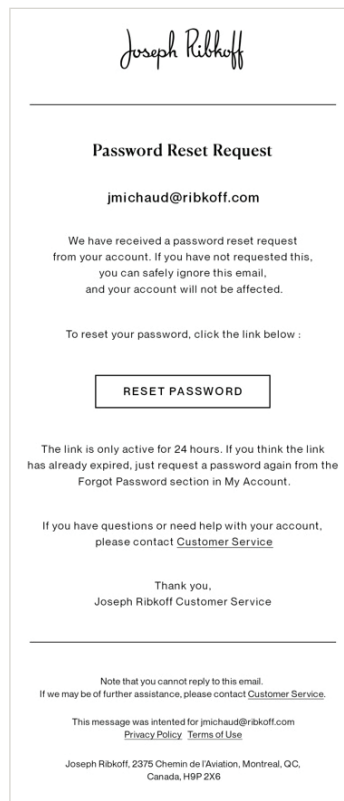 Joseph Ribkoff
Password Reset Request
jmichaud@ribkoff.com
We have received a password reset request
from your account. If you have not requested this,
you can safely ignore this email,
and your account will not be affected.
To reset your password, click the link below :
RESET PASSWORD
The link is only active for 24 hours. If you think the link
has already expired, just request a password again from the
Forgot Password section in My Account.
If you have questions or need help with your account,
please contact Customer Service
Thank you,
Joseph Ribkoff Customer Service
Note that you cannot reply to this email.
If we may be of further assistance, please contact Customer Service.
This message was intended for jmichaud@ribkoff.com
Privacy Policy Terms of Use
Joseph Ribkoff, 2375 Chemin de l'Aviation, Montreal, QC,
Canada, H9P 2X6